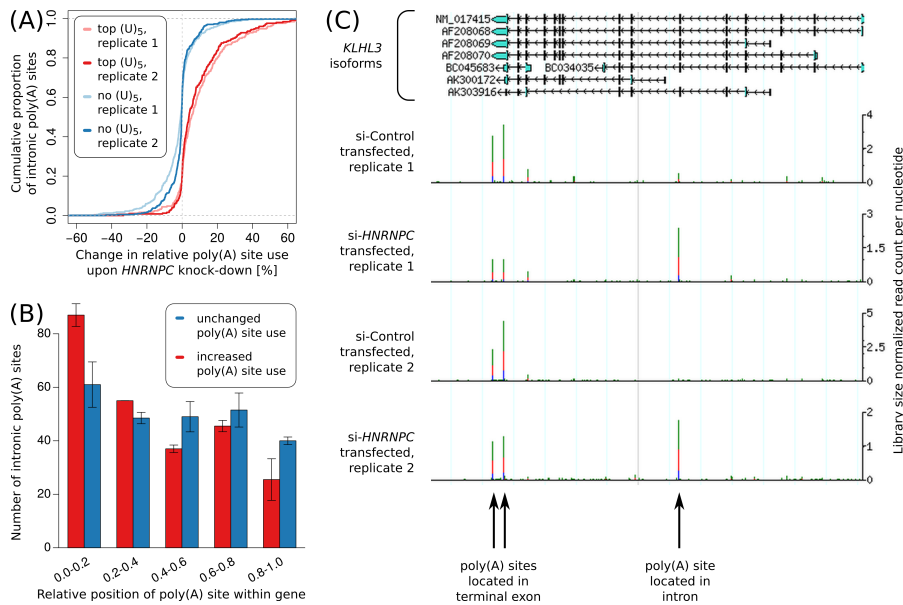 (A)
Cumulative proportion
of intronic poly(A) sites
1.0
0.8
0.6
0.4
0.2
0.0
top (U)5,
replicate 1
top (U)5,
replicate 2
no (U)5,
replicate 1
no (U)5,
replicate 2
−60 −40 −20 0 20 40 60
Change in relative poly(A) site use
upon HNRNPC knock-down [%]
(B)
Number of intronic poly(A) sites
80
60
40
20
0
unchanged
poly(A) site use
increased
poly(A) site use
0.0-0.2 0.2-0.4 0.4-0.6 0.6-0.8 0.8-1.0
Relative position of poly(A) site within gene
(C)
KLHL3
isoforms
NM_017415
AF208068
AF208069
AF208070
BC045683 BC034035
AK300172
AK303916
si-Control
transfected,
replicate 1
4
2
0
si-HNRNPC
transfected,
replicate 1
3
1.5
0
si-Control
transfected,
replicate 2
5
2.5
0
si-HNRNPC
transfected,
replicate 2
2
1
0
Library size normalized read count per nucleotide
poly(A) sites
located in
terminal exon
poly(A) site
located in
intron